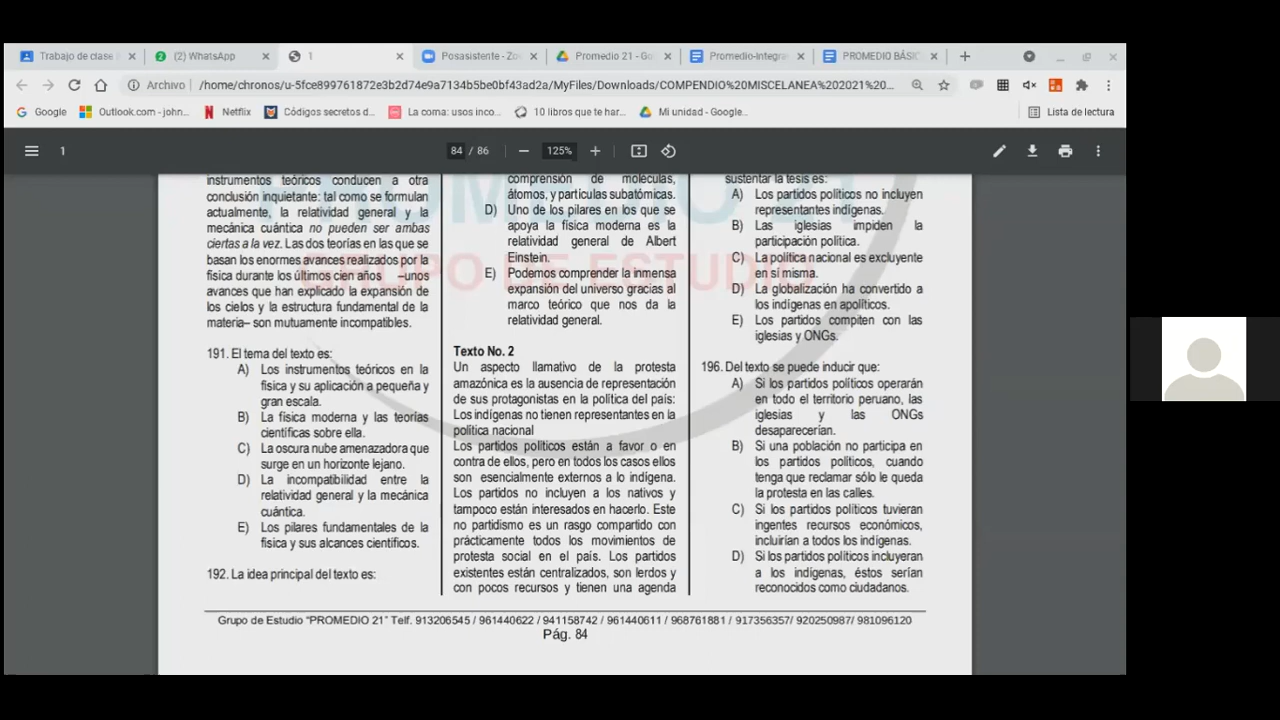 Trabajo de clase
(2) WhatsApp
1
Posasistente - Zo
Promedio 21 - Go
Promedio-Integra
PROMEDIO BÁSIC
Archivo
/home/chronos/u-5fce899761872e3b2d74e9a7134b5be0bf43ad2a/MyFiles/Downloads/COMPENDIO%20MISCELANEA%202021%20...
Google
Outlook.com - john...
Netflix
Códigos secretos d...
La coma: usos inco...
10 libros que te har...
Mi unidad - Google...
Lista de lectura
1
84 / 86
125%
PROMEDIO 21
GRUPO DE ESTUDIO
instrumentos teóricos conducen a otra
conclusión inquietante: tal como se formulan
actualmente, la relatividad general y la
mecánica cuántica no pueden ser ambas
ciertas a la vez. Las dos teorías en las que se
basan los enormes avances realizados por la
física durante los últimos cien años –unos
avances que han explicado la expansión de
los cielos y la estructura fundamental de la
materia– son mutuamente incompatibles.
191. El tema del texto es:
A) Los instrumentos teóricos en la
física y su aplicación a pequeña y
gran escala.
B) La física moderna y las teorías
científicas sobre ella.
C) La oscura nube amenazadora que
surge en un horizonte lejano.
D) La incompatibilidad entre la
relatividad general y la mecánica
cuántica.
E) Los pilares fundamentales de la
física y sus alcances científicos.
192. La idea principal del texto es:
comprensión de moléculas,
átomos, y partículas subatómicas.
D) Uno de los pilares en los que se
apoya la física moderna es la
relatividad general de Albert
Einstein.
E) Podemos comprender la inmensa
expansión del universo gracias al
marco teórico que nos da la
relatividad general.
Texto No. 2
Un aspecto llamativo de la protesta
amazónica es la ausencia de representación
de sus protagonistas en la política del país:
Los indígenas no tienen representantes en la
política nacional
Los partidos políticos están a favor o en
contra de ellos, pero en todos los casos ellos
son esencialmente externos a lo indígena.
Los partidos no incluyen a los nativos y
tampoco están interesados en hacerlo. Este
no partidismo es un rasgo compartido con
prácticamente todos los movimientos de
protesta social en el país. Los partidos
existentes están centralizados, son lerdos y
con pocos recursos y tienen una agenda
sustentar la tesis es:
A) Los partidos políticos no incluyen
representantes indígenas.
B) Las iglesias impiden la
participación política.
C) La política nacional es excluyente
en sí misma.
D) La globalización ha convertido a
los indígenas en apolíticos.
E) Los partidos compiten con las
iglesias y ONGs.
196. Del texto se puede inducir que:
A) Si los partidos políticos operarán
en todo el territorio peruano, las
iglesias y las ONGs
desaparecerían.
B) Si una población no participa en
los partidos políticos, cuando
tenga que reclamar sólo le queda
la protesta en las calles.
C) Si los partidos políticos tuvieran
ingentes recursos económicos,
incluirían a todos los indígenas.
D) Si los partidos políticos incluyeran
a los indígenas, éstos serían
reconocidos como ciudadanos.
Grupo de Estudio “PROMEDIO 21” Telf. 913206545 / 961440622 / 941158742 / 961440611 / 968761881 / 917356357/ 920250987/ 981096120
Pág. 84